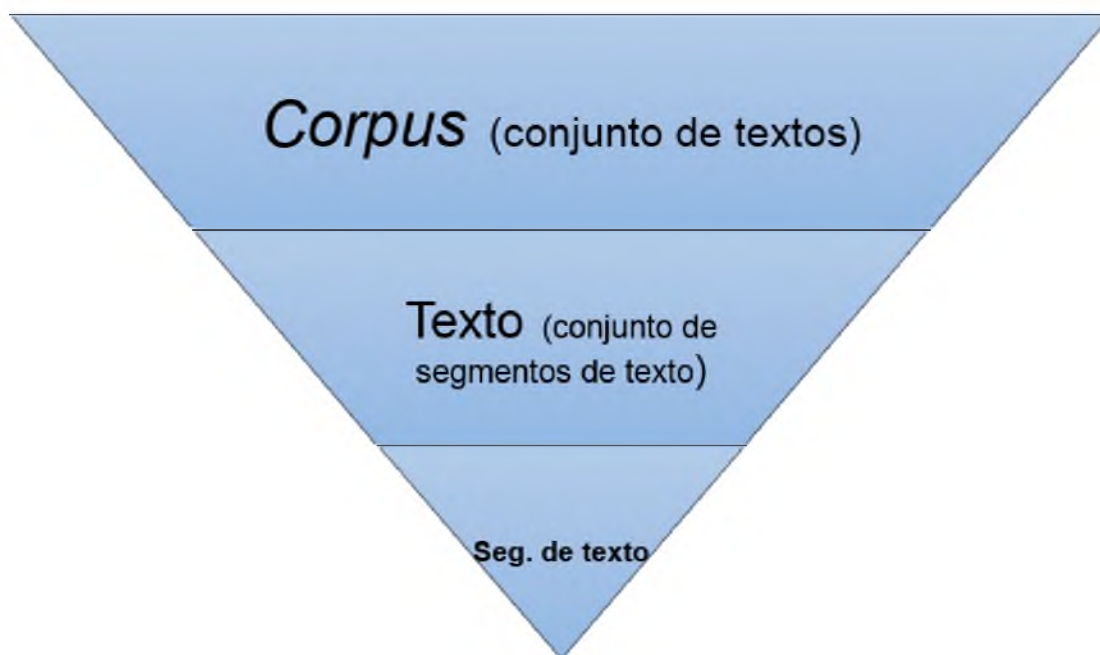 Corpus (conjunto de textos)
Texto (conjunto de
segmentos de texto)
Seg. de texto